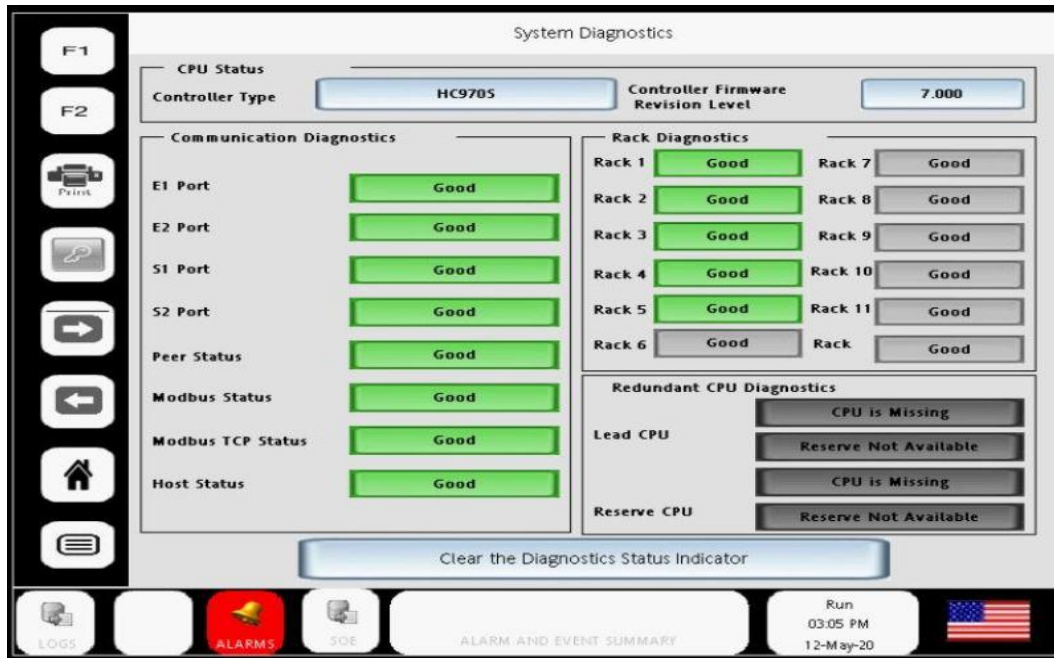 System Diagnostics
F1
F2
Print
CPU Status
Controller Type
HC9705
Controller Firmware
Revision Level
7.000
Communication Diagnostics
E1 Port
Good
E2 Port
Good
S1 Port
Good
S2 Port
Good
Peer Status
Good
Modbus Status
Good
Modbus TCP Status
Good
Host Status
Good
Rack Diagnostics
Rack 1
Good
Rack 7
Good
Rack 2
Good
Rack 8
Good
Rack 3
Good
Rack 9
Good
Rack 4
Good
Rack 10
Good
Rack 5
Good
Rack 11
Good
Rack 6
Good
Rack
Good
Redundant CPU Diagnostics
Lead CPU
CPU is Missing
Reserve Not Available
Reserve CPU
CPU is Missing
Reserve Not Available
Clear the Diagnostics Status Indicator
LOGS
ALARMS
SOE
ALARM AND EVENT SUMMARY
Run
03:05 PM
12-May-20